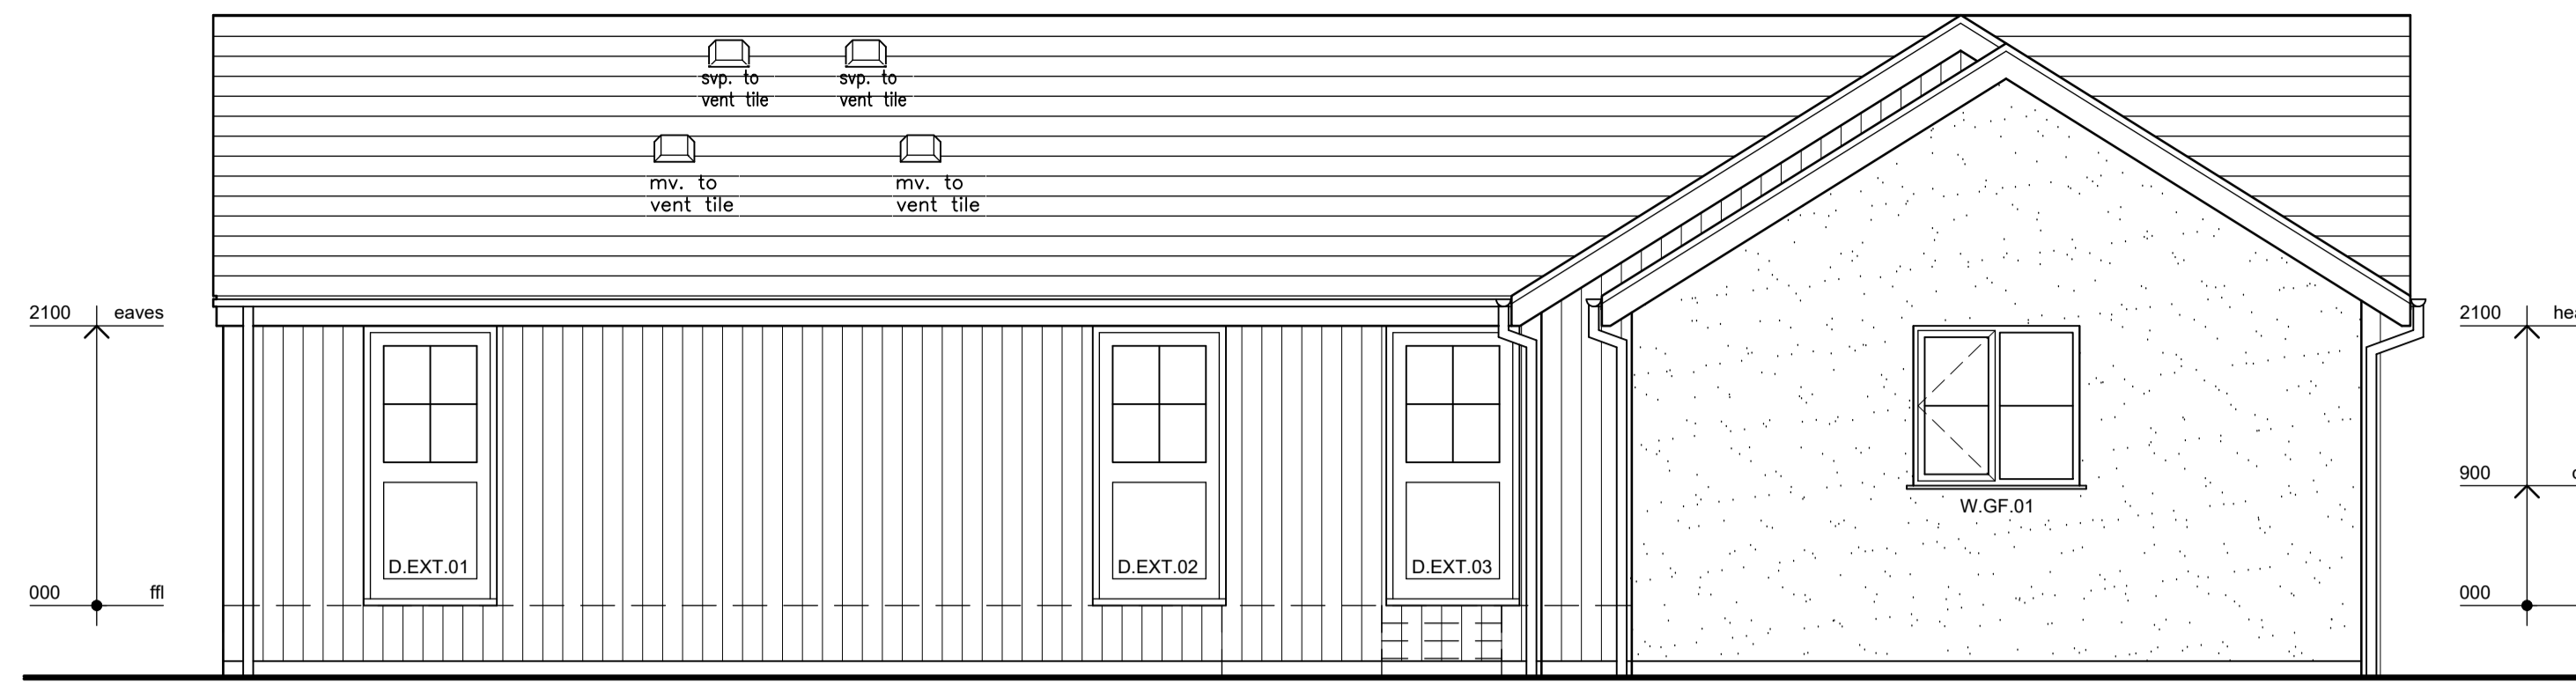 svp. to
vent tile
svp. to
vent tile
mv. to
vent tile
mv. to
vent tile
2100 eaves
2100
900
W.GF.01
D.EXT.01
D.EXT.02
D.EXT.03
000 ffl
000